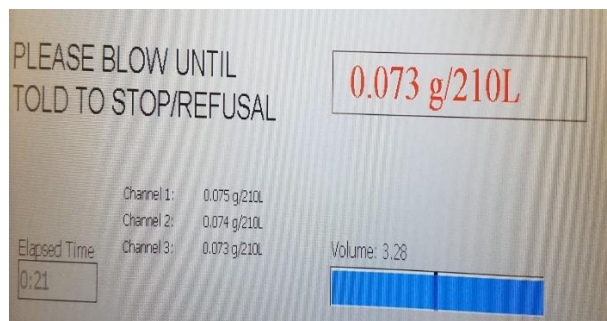 PLEASE BLOW UNTIL
TOLD TO STOP/REFUSAL
0.073 g/210L
Channel 1: 0.075 g/210L
Channel 2: 0.074 g/210L
Channel 3: 0.073 g/210L
Elapsed Time
0:21
Volume: 3.28